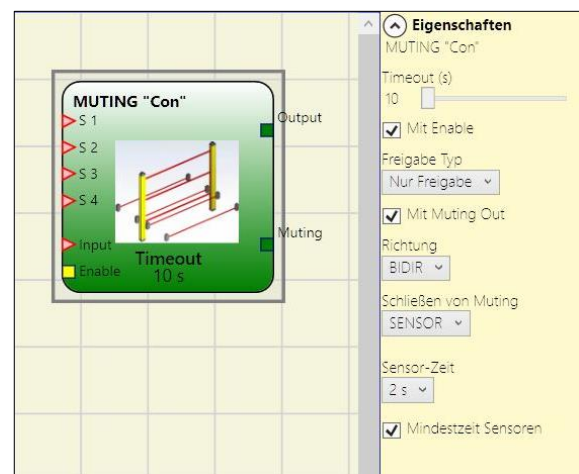 MUTING "Con"
S 1
S 2
S 3
S 4
Input
Enable
Output
Muting
Timeout
10 s
Eigenschaften
MUTING "Con"
Timeout (s)
10
Mit Enable
Freigabe Typ
Nur Freigabe
Mit Muting Out
Richtung
BIDIR
Schließen von Muting
SENSOR
Sensor-Zeit
2 s
Mindestzeit Sensoren